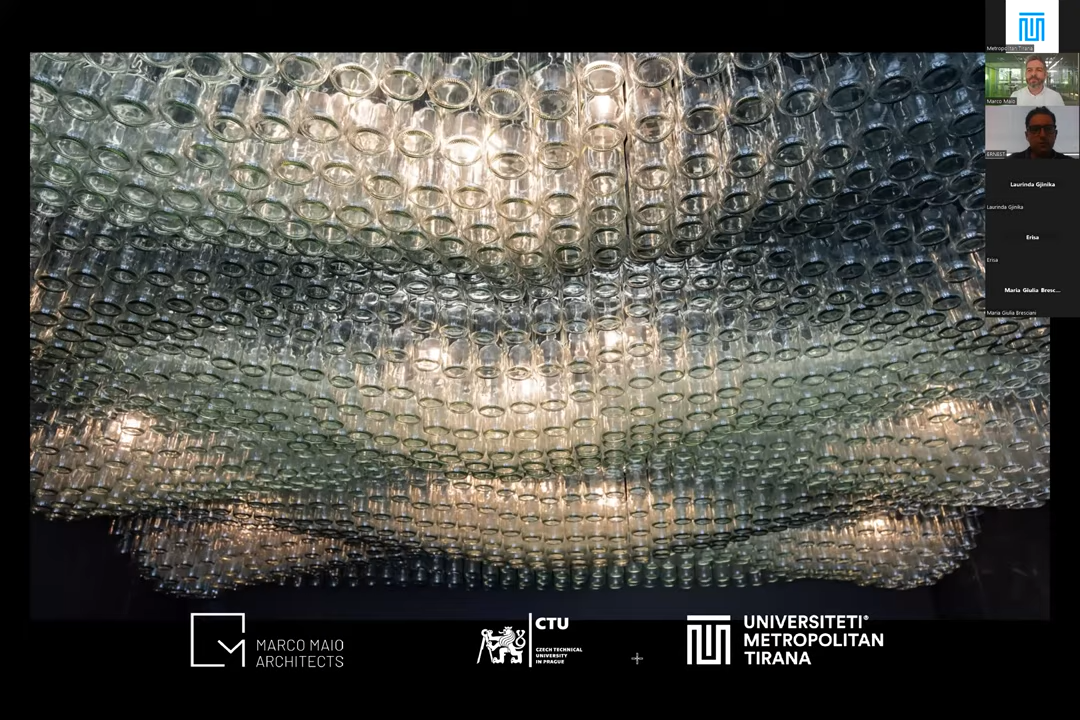 Metropolitan Tirana
Marco Maio
ERNEST
Laurinda Gjinika
Laurinda Gjinika
Erisa
Erisa
Maria Giulia Bresc...
Maria Giulia Bresciani
MARCO MAIO
ARCHITECTS
CTU
CZECH TECHNICAL
UNIVERSITY
IN PRAGUE
UNIVERSITETI®
METROPOLITAN
TIRANA